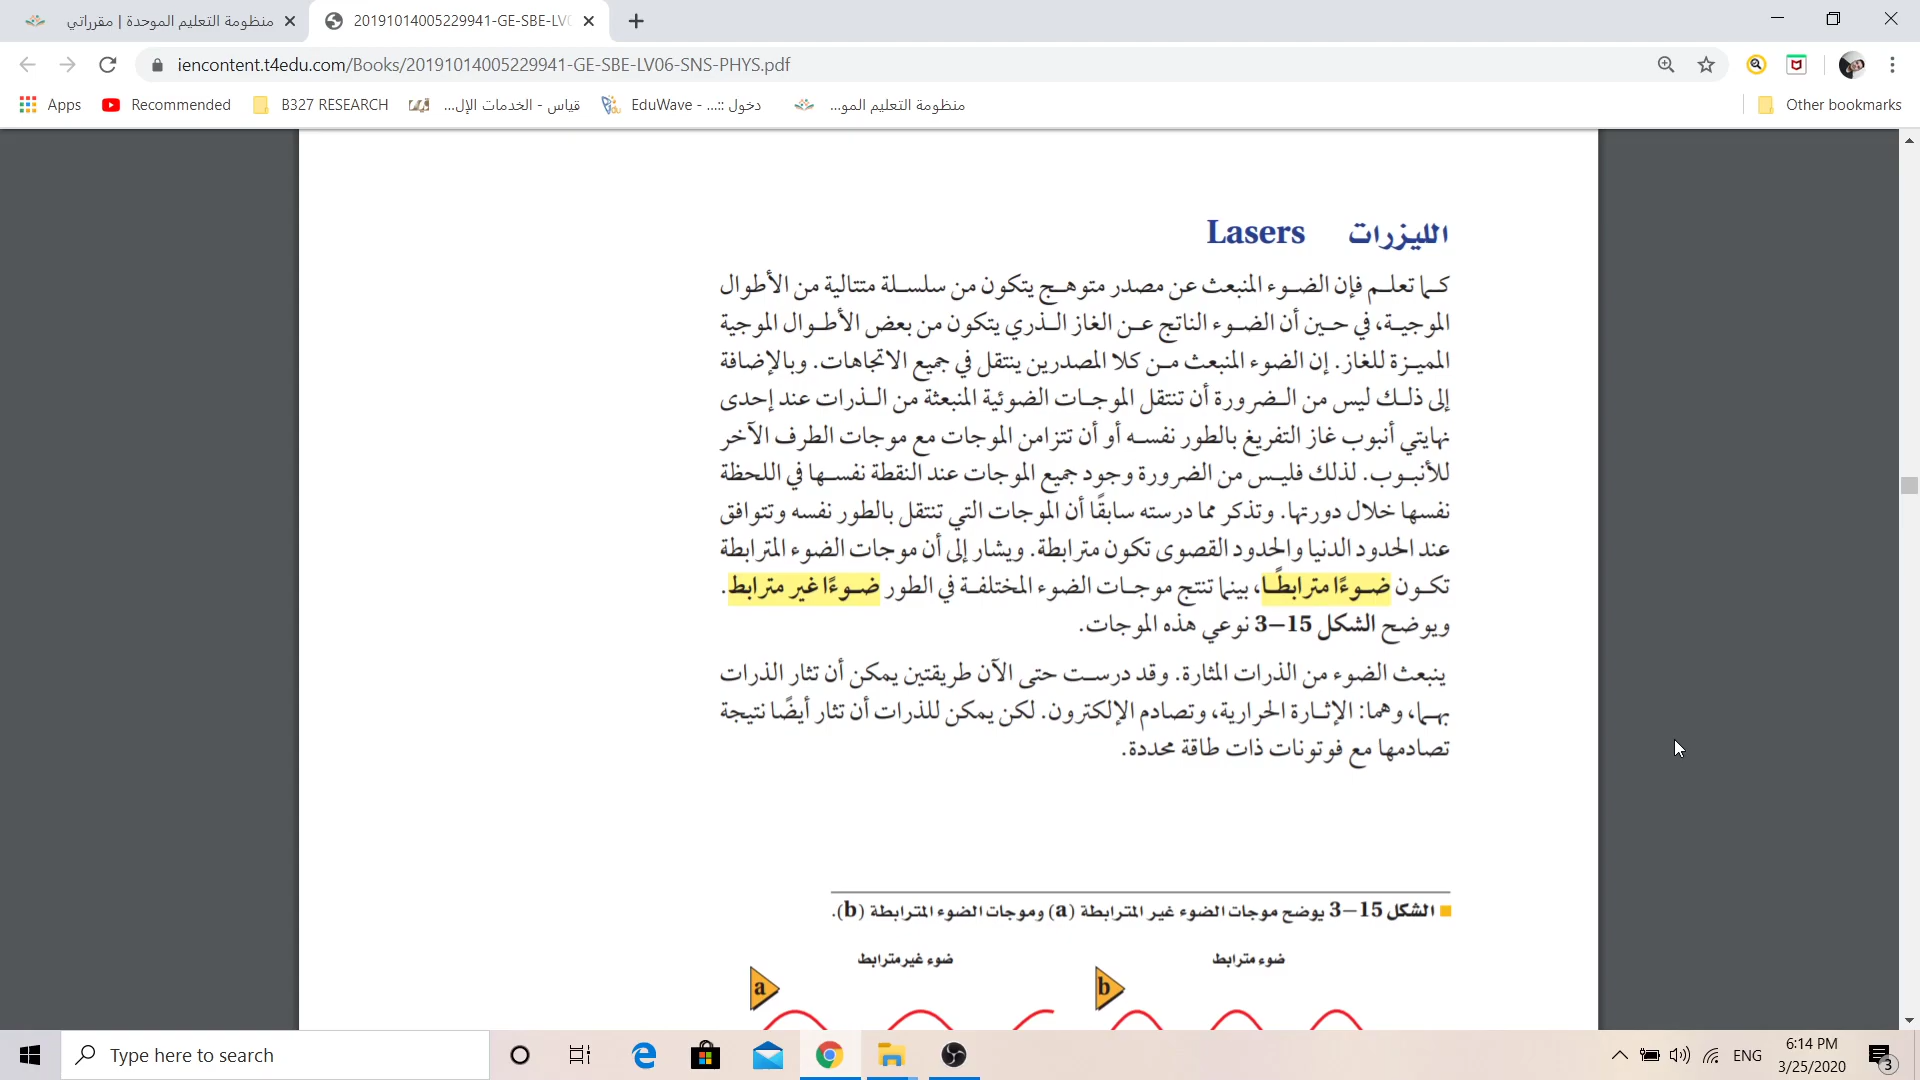 منظومة التعليم الموحدة | مقرراتي
20191014005229941-GE-SBE-LV0
iencontent.t4edu.com/Books/20191014005229941-GE-SBE-LV06-SNS-PHYS.pdf
Apps
Recommended
B327 RESEARCH
قياس - الخدمات الإل...
EduWave - ...:: دخول
منظومة التعليم المو...
Other bookmarks
الليزرات Lasers
كما تعلم فإن الضوء المنبعث عن مصدر متوهج يتكون من سلسلة متتالية من الأطوال
الموجية، في حين أن الضوء الناتج عن الغاز الذري يتكون من بعض الأطوال الموجية
المميزة للغاز. إن الضوء المنبعث من كلا المصدرين ينتقل في جميع الاتجاهات. وبالإضافة
إلى ذلك ليس من الضرورة أن تنتقل الموجات الضوئية المنبعثة من الذرات عند إحدى
نهايتي أنبوب غاز التفريغ بالطور نفسه أو أن تتزامن الموجات مع موجات الطرف الآخر
للأنبوب. لذلك فليس من الضرورة وجود جميع الموجات عند النقطة نفسها في اللحظة
نفسها خلال دورتها. وتذكر مما درسته سابقًا أن الموجات التي تنتقل بالطور نفسه وتتوافق
عند الحدود الدنيا والحدود القصوى تكون مترابطة. ويشار إلى أن موجات الضوء المترابطة
تكون ضوءًا مترابطًا، بينما تنتج موجات الضوء المختلفة في الطور ضوءًا غير مترابط.
ويوضح الشكل 15-3 نوعي هذه الموجات.
ينبعث الضوء من الذرات المثارة. وقد درست حتى الآن طريقتين يمكن أن تثار الذرات
بهما، وهما: الإثارة الحرارية، وتصادم الإلكترون. لكن يمكن للذرات أن تثار أيضًا نتيجة
تصادمها مع فوتونات ذات طاقة محددة.
الشكل 15-3 يوضح موجات الضوء غير المترابطة (a) وموجات الضوء المترابطة (b).
ضوء مترابط
ضوء غير مترابط
b
a
Type here to search
ENG
6:14 PM
3/25/2020
3